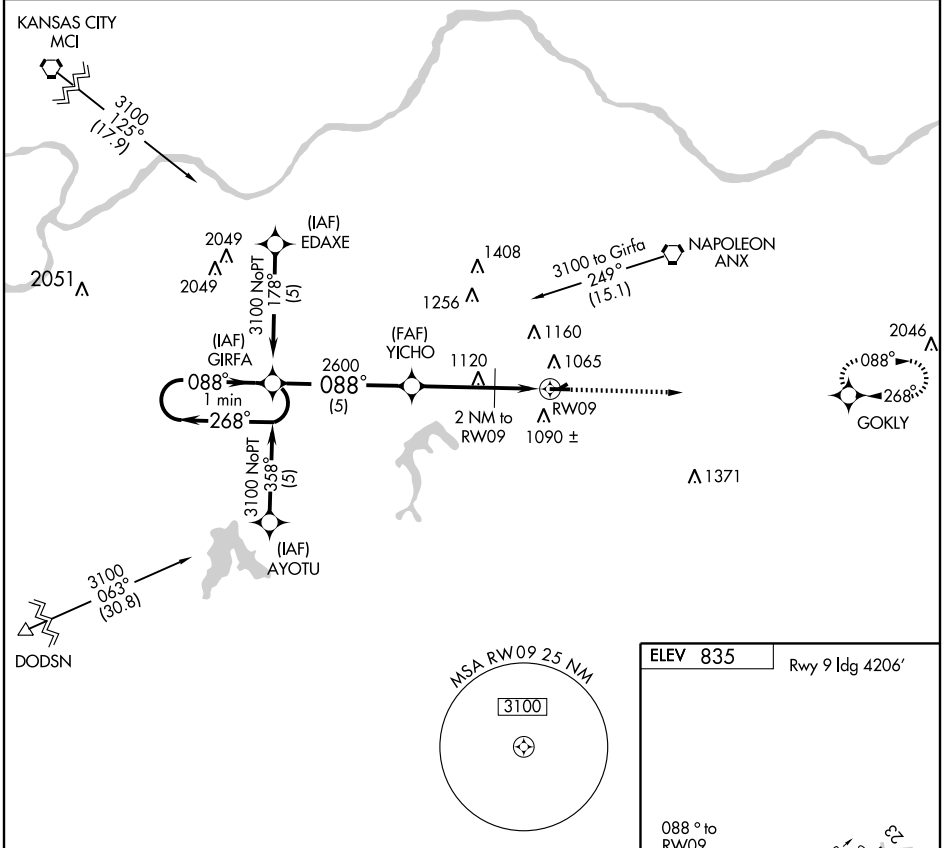 KANSAS CITY
MCI
3100
125°
(17.9)
(IAF)
EDAXE
2049
2049
2051
3100 NoPT
178°
(5)
1408
1256
3100 to Girfa
249°
(15.1)
NAPOLEON
ANX
(IAF)
GIRFA
088°
1 min
268°
2600
088°
(5)
(FAF)
YICHO
1120
1160
1065
2 NM to
RW09
RW09
1090 ±
2046
088°
268°
GOKLY
1371
3100 NoPT
358°
(5)
(IAF)
AYOTU
3100
063°
(30.8)
DODSN
MSA RW09 25 NM
3100
ELEV 835
Rwy 9 ldg 4206'
088° to
RW09
23